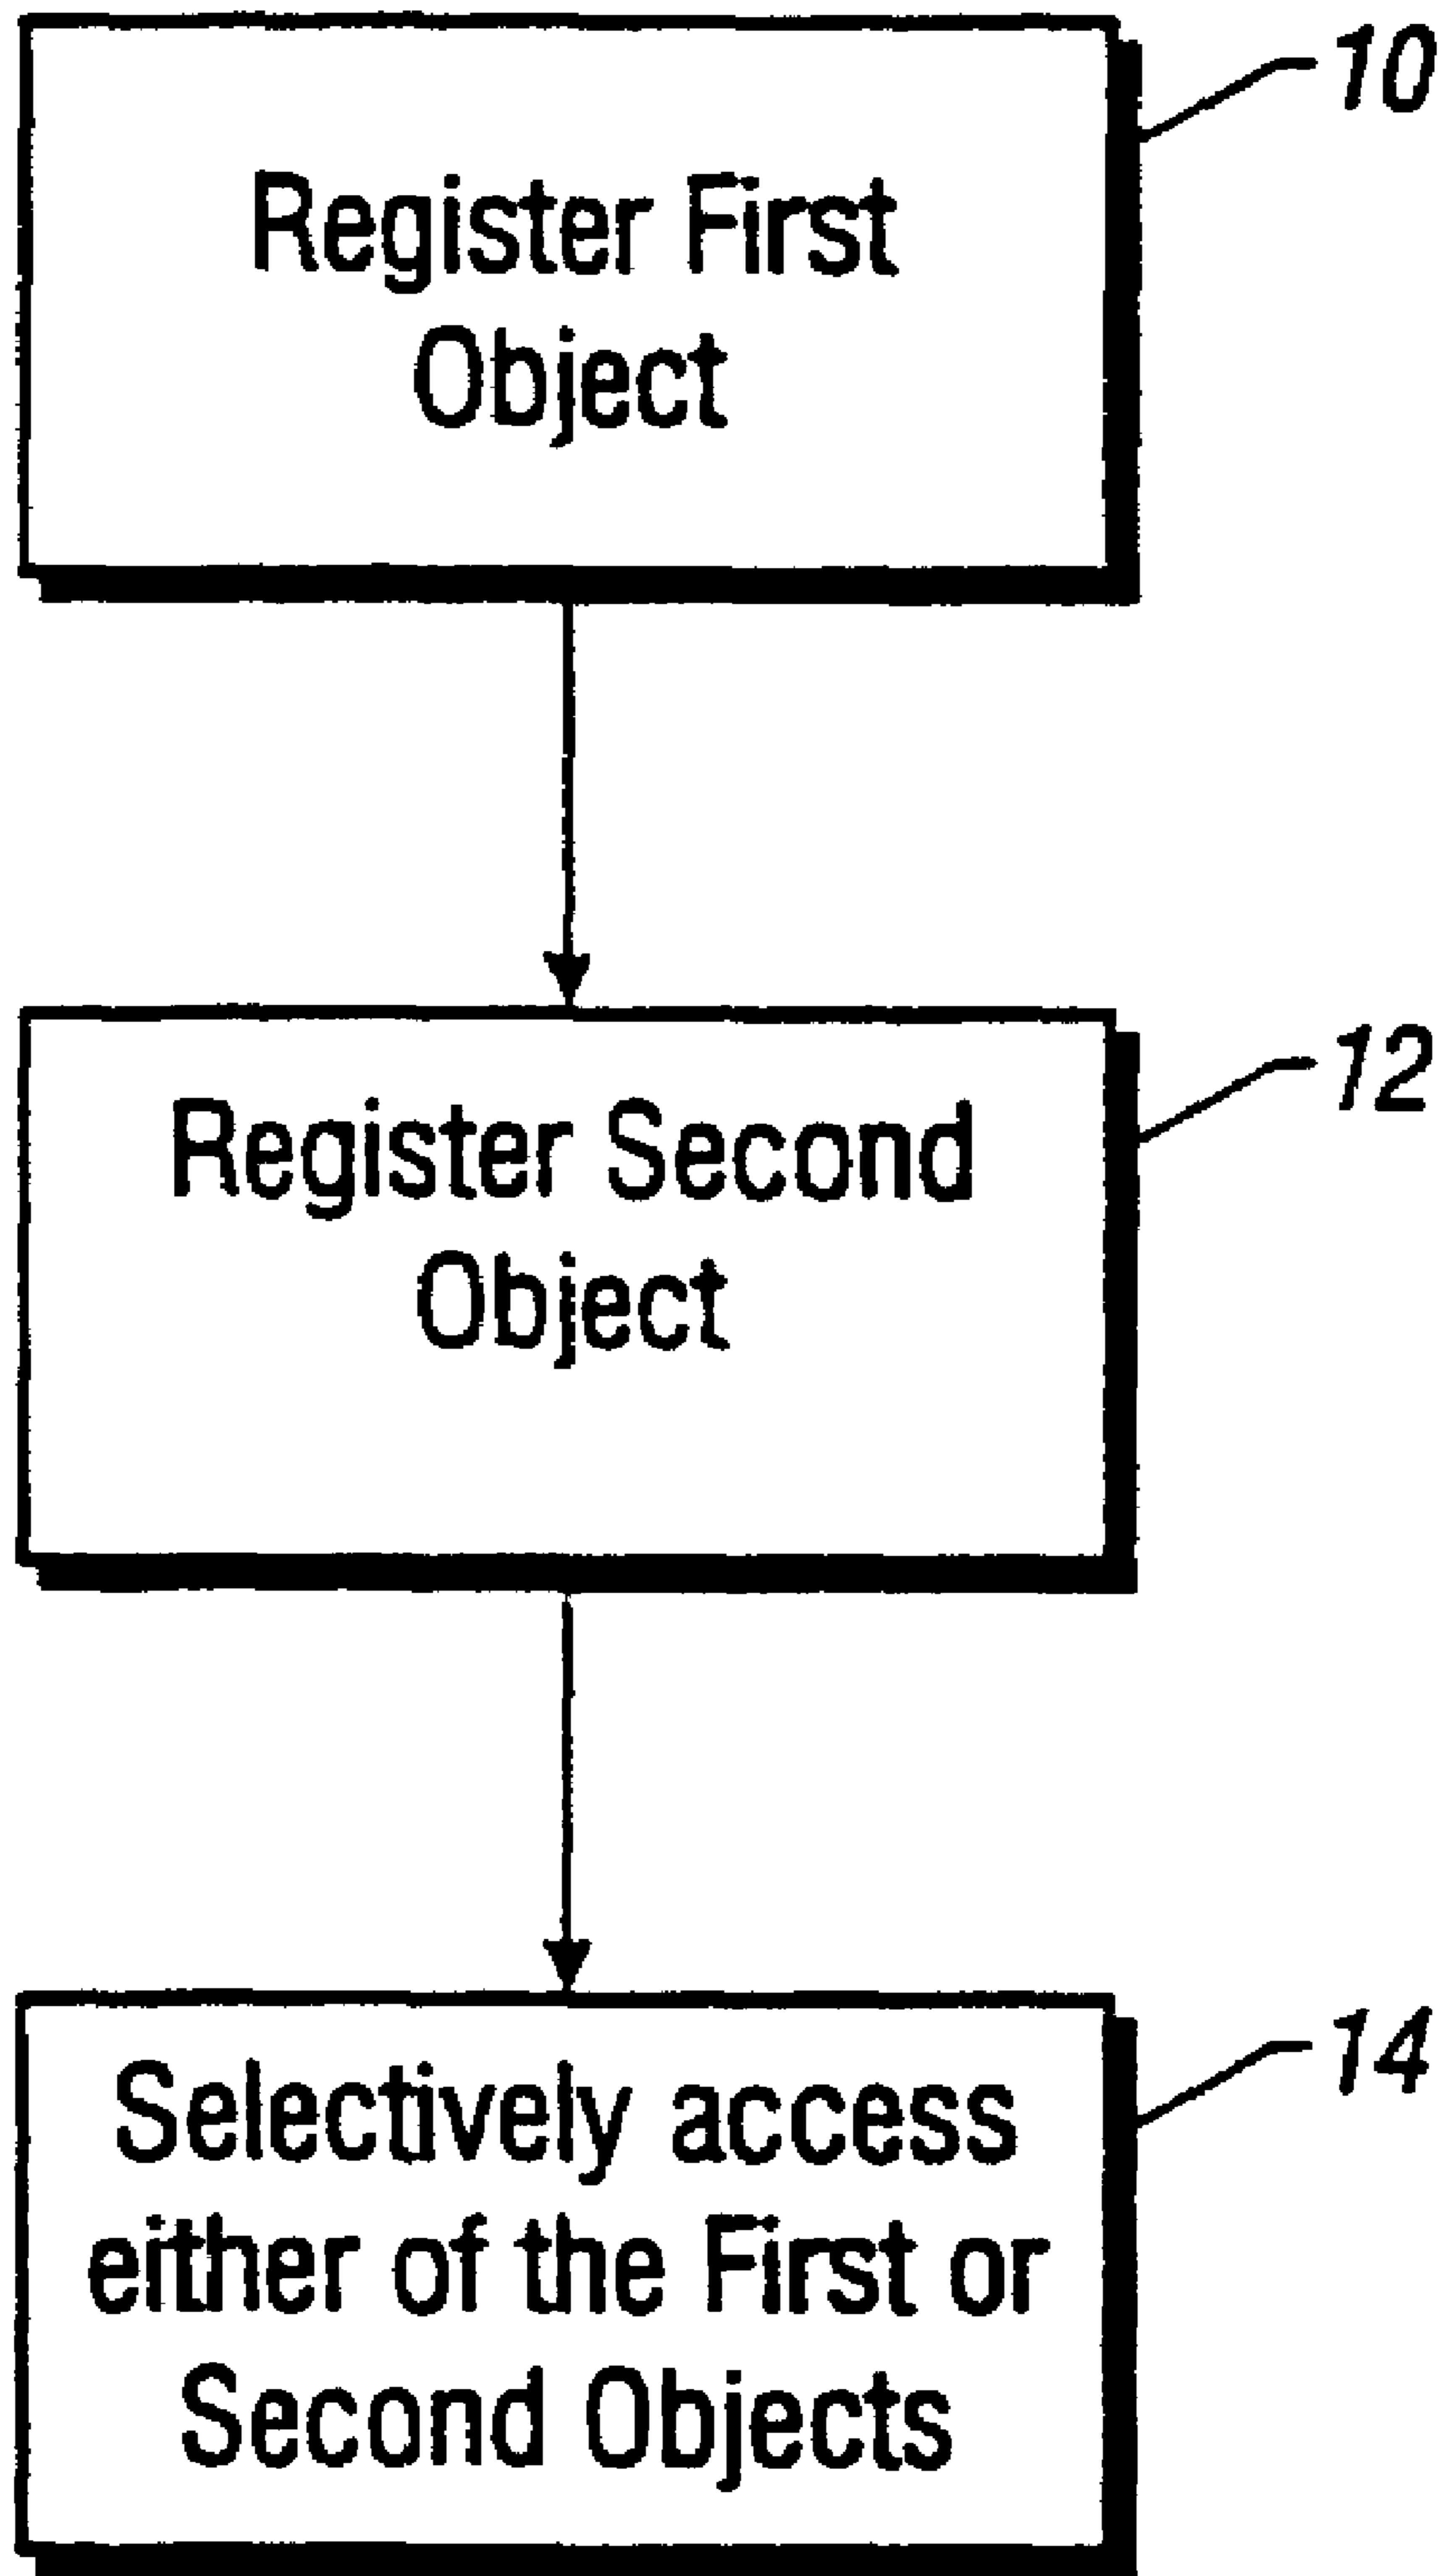 10
Register First
Object
12
Register Second
Object
14
Selectively access
either of the First or
Second Objects